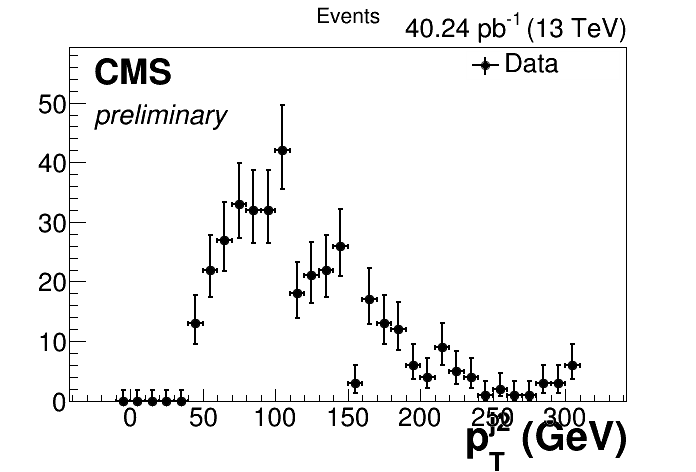 Events
40.24 pb-1 (13 TeV)
CMS
Data
preliminary
50
40
30
20
10
0
0 50 100 150 200 250 300
pTj2 (GeV)